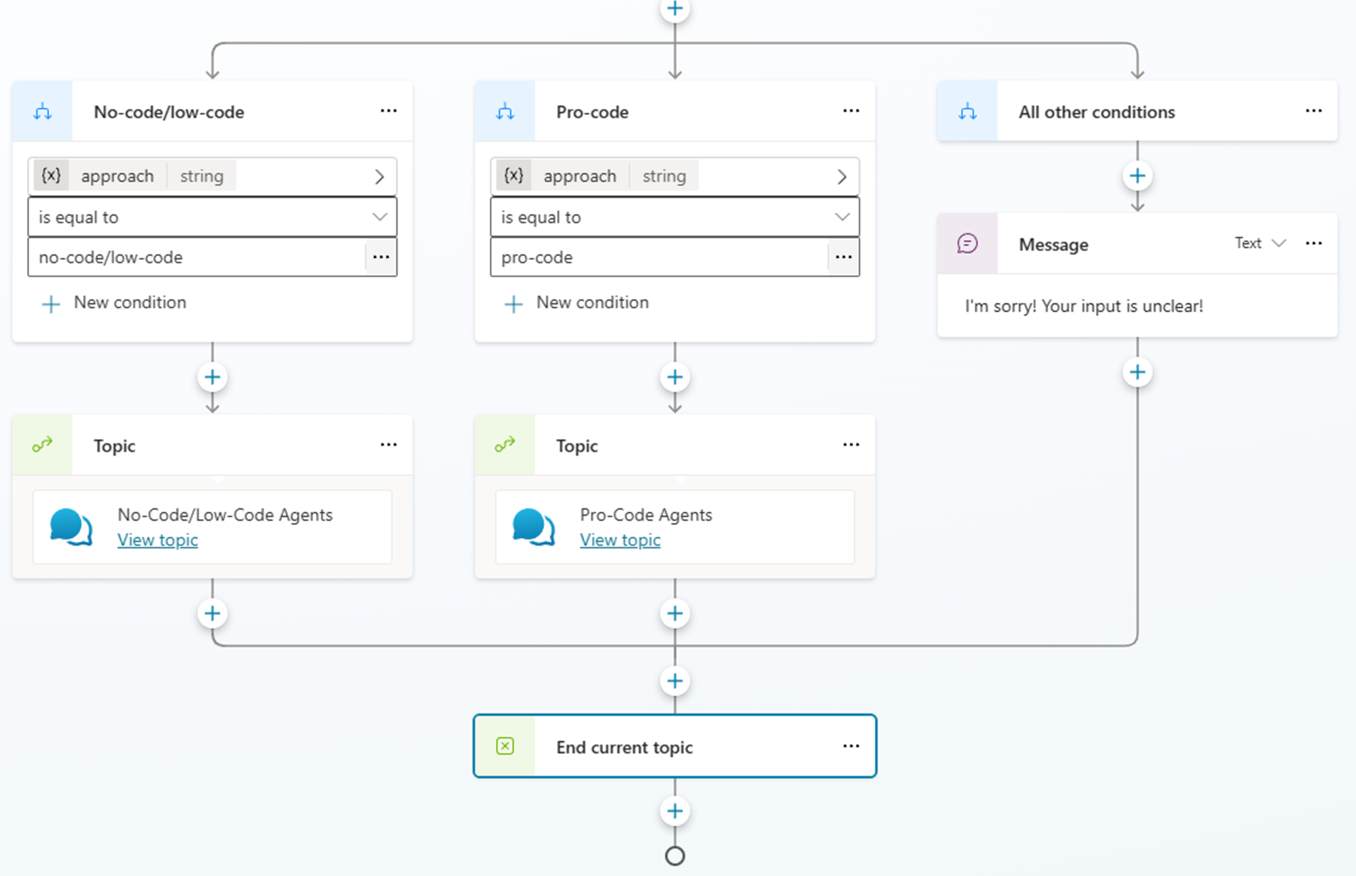 No-code/low-code ...
{x} approach string
is equal to
no-code/low-code ...
New condition
Topic ...
No-Code/Low-Code Agents
View topic
Pro-code ...
{x} approach string
is equal to
pro-code ...
New condition
Topic ...
Pro-Code Agents
View topic
All other conditions ...
Message Text ...
I'm sorry! Your input is unclear!
End current topic ...